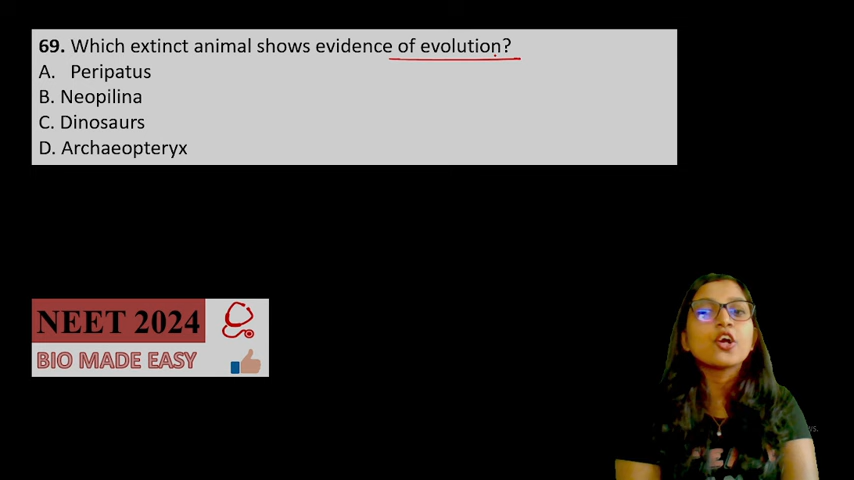 69. Which extinct animal shows evidence of evolution?
A. Peripatus
B. Neopilina
C. Dinosaurs
D. Archaeopteryx
NEET 2024
BIO MADE EASY